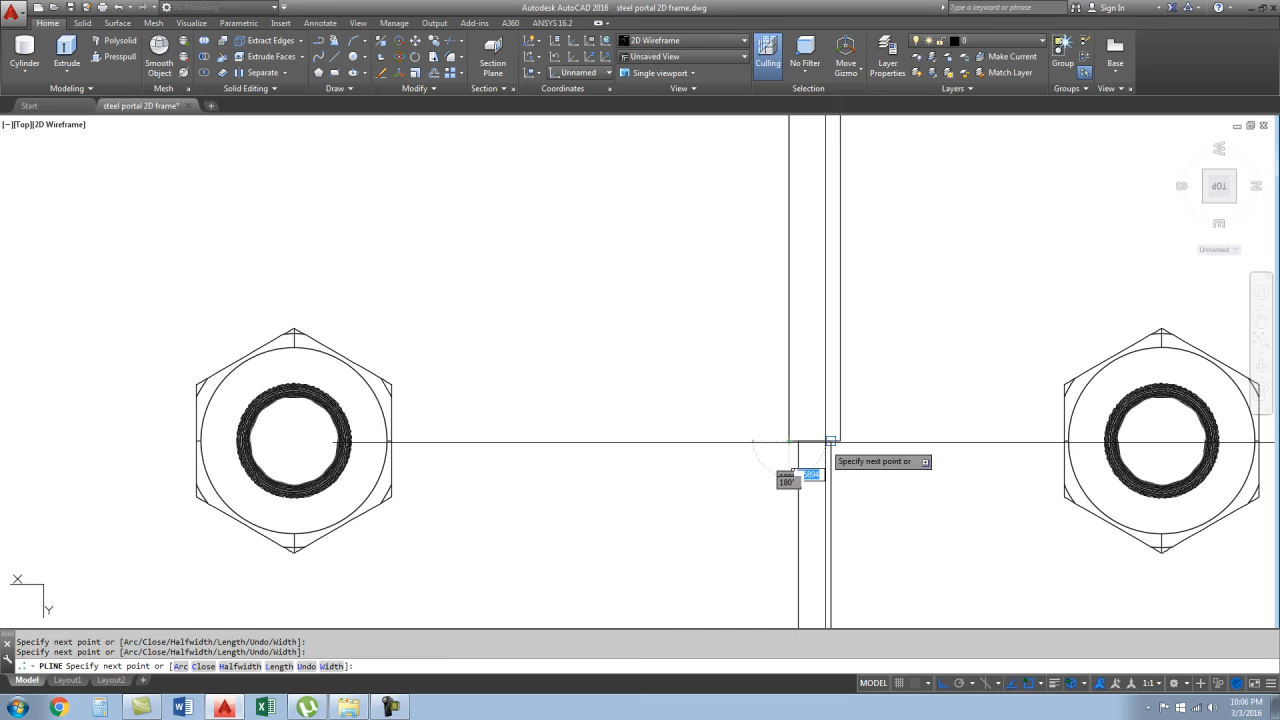 3D Modeling
Autodesk AutoCAD 2016 steel portal 2D frame.dwg
Type a keyword or phrase
Sign In
Home Solid Surface Mesh Visualize Parametric Insert Annotate View Manage Output Add-ins A360 ANSYS 16.2
Cylinder
Extrude
Polysolid
Presspull
Modeling
Smooth Object
Mesh
Extract Edges
Extrude Faces
Separate
Solid Editing
Draw
Modify
Section Plane
Section
Unnamed
Coordinates
2D Wireframe
Unsaved View
Single viewport
View
Culling
No Filter
Move Gizmo
Selection
Layer Properties
0
Make Current
Match Layer
Layers
Group
Groups
Base
View
Start
steel portal 2D frame*
[−][Top][2D Wireframe]
W
TOP
E
Unnamed
Specify next point or
180°
X
Y
Specify next point or [Arc/Close/Halfwidth/Length/Undo/Width]:
Specify next point or [Arc/Close/Halfwidth/Length/Undo/Width]:
PLINE Specify next point or [Arc Close Halfwidth Length Undo Width]:
Model Layout1 Layout2 +
MODEL
1:1
10:06 PM
3/3/2016